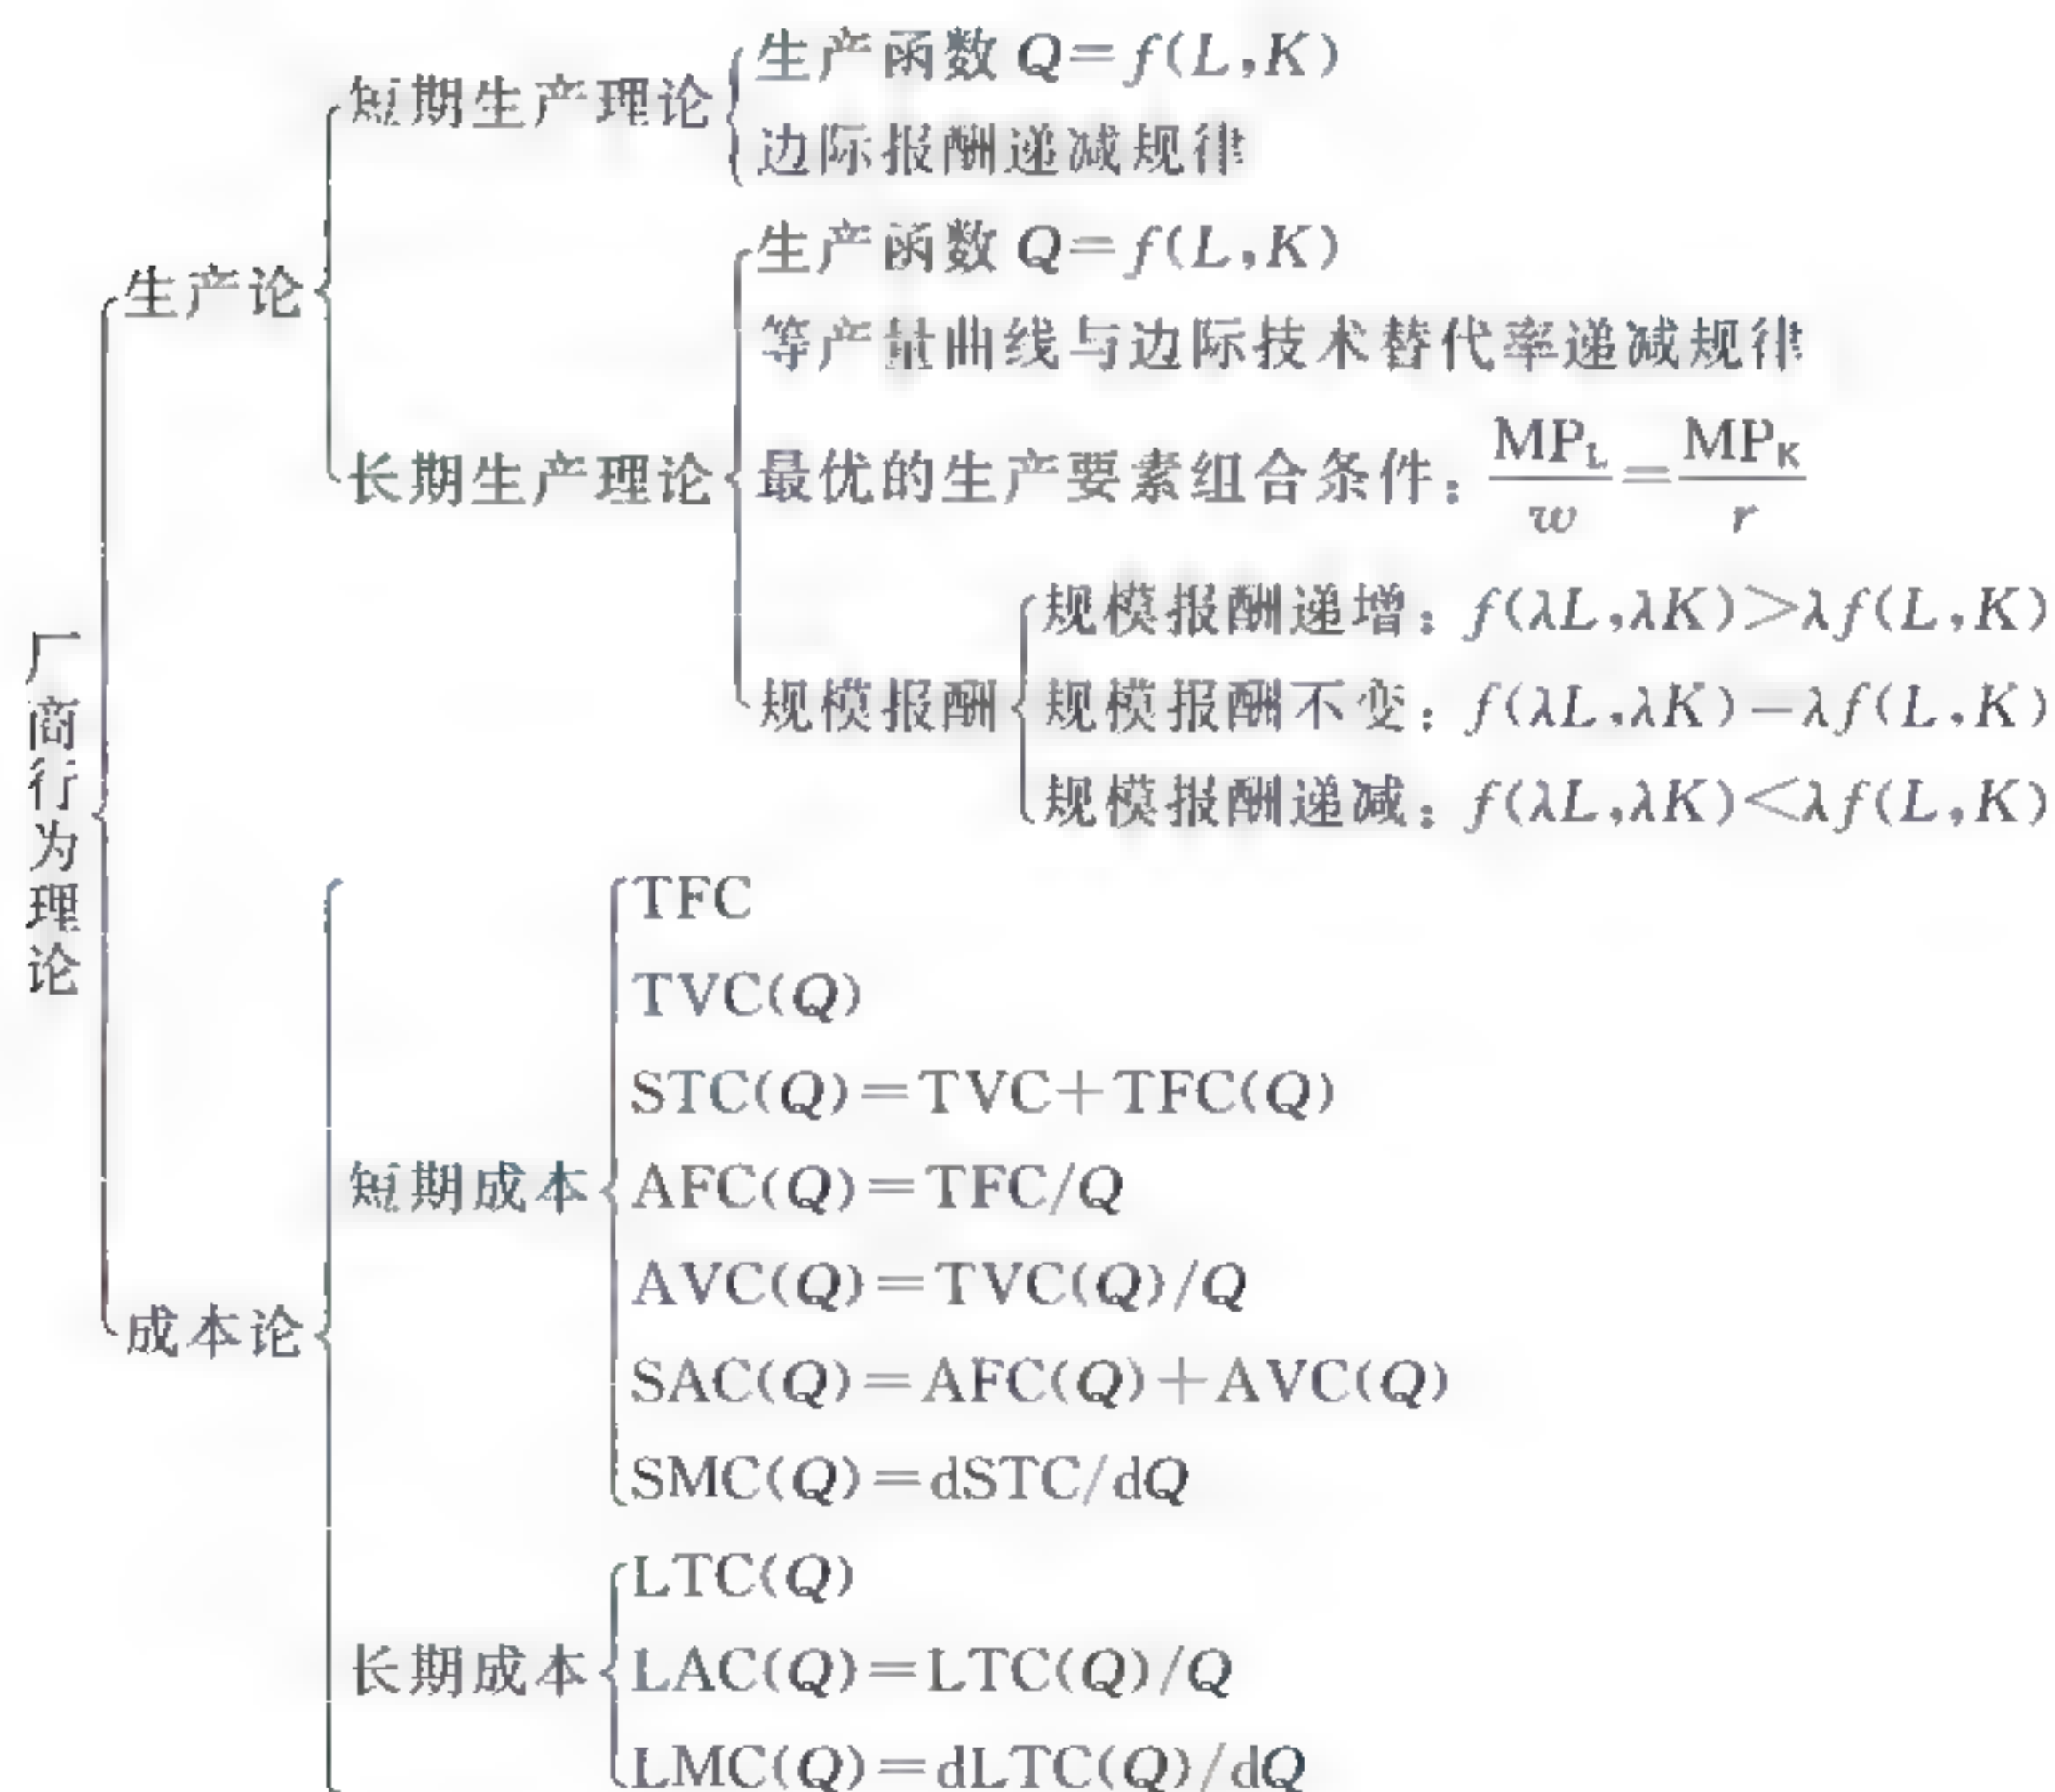 厂商行为理论
生产论
短期生产理论
生产函数 Q=f(L,K)
边际报酬递减规律
长期生产理论
生产函数 Q=f(L,K)
等产量曲线与边际技术替代率递减规律
最优的生产要素组合条件：MP_L/w=MP_K/r
规模报酬
规模报酬递增：f(λL,λK)>λf(L,K)
规模报酬不变：f(λL,λK)−λf(L,K)
规模报酬递减：f(λL,λK)<λf(L,K)
成本论
短期成本
TFC
TVC(Q)
STC(Q)=TVC+TFC(Q)
AFC(Q)=TFC/Q
AVC(Q)=TVC(Q)/Q
SAC(Q)=AFC(Q)+AVC(Q)
SMC(Q)=dSTC/dQ
长期成本
LTC(Q)
LAC(Q)=LTC(Q)/Q
LMC(Q)=dLTC(Q)/dQ